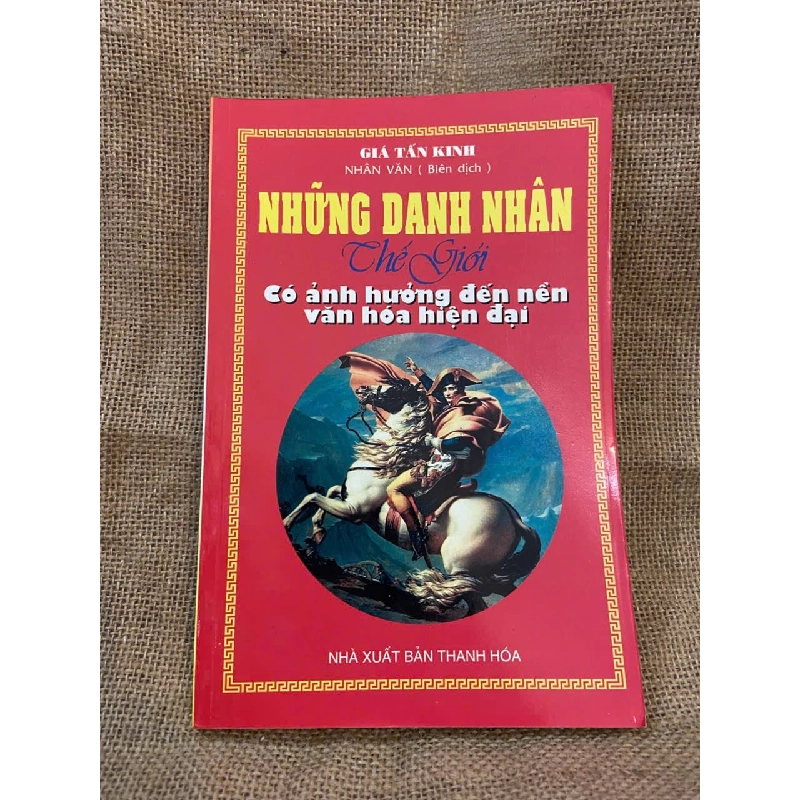 GIÁ TẤN KINH
NHÂN VĂN ( Biên dịch )
NHỮNG DANH NHÂN
Thế Giới
Có ảnh hưởng đến nền
văn hóa hiện đại
NHÀ XUẤT BẢN THANH HÓA